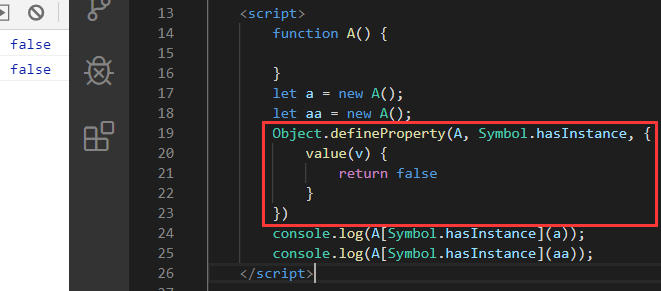 false
false
13 <script>
14 function A() {
15
16 }
17 let a = new A();
18 let aa = new A();
19 Object.defineProperty(A, Symbol.hasInstance, {
20 value(v) {
21 return false
22 }
23 })
24 console.log(A[Symbol.hasInstance](a));
25 console.log(A[Symbol.hasInstance](aa));
26 </script>
27